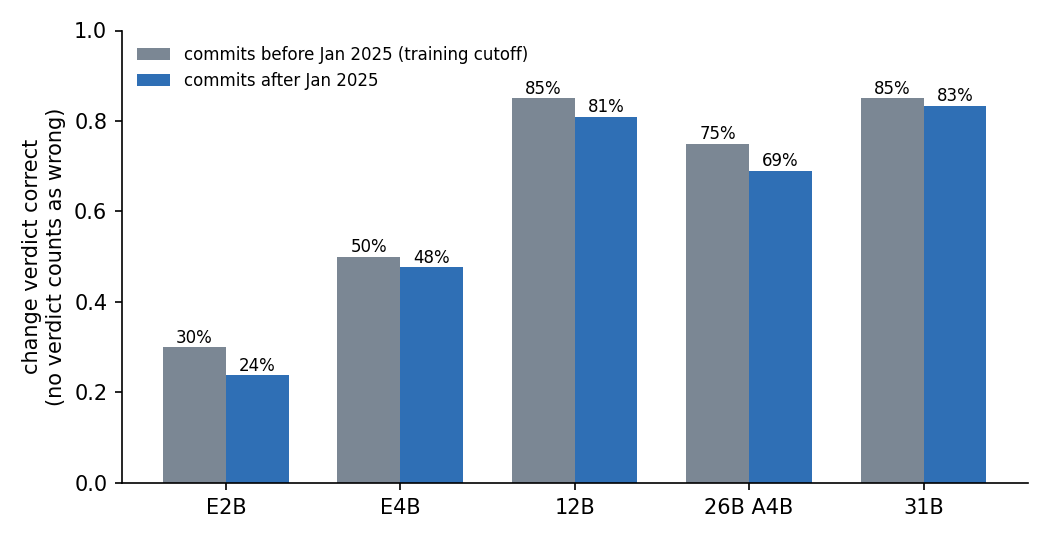 1.0
commits before Jan 2025 (training cutoff)
commits after Jan 2025
change verdict correct
(no verdict counts as wrong)
0.8
0.6
0.4
0.2
0.0
30%
24%
50%
48%
85%
81%
75%
69%
85%
83%
E2B
E4B
12B
26B A4B
31B